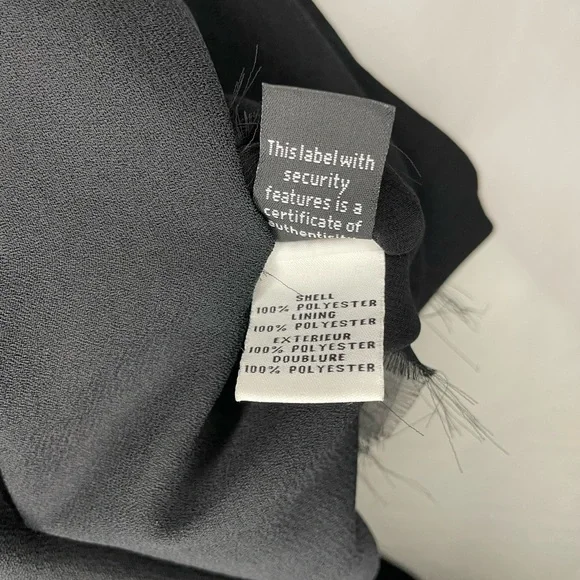 This label with
security
features is a
certificate of
authenticity
SHELL
100% POLYESTER
LINING
100% POLYESTER
EXTERIEUR
100% POLYESTER
DOUBLURE
100% POLYESTER